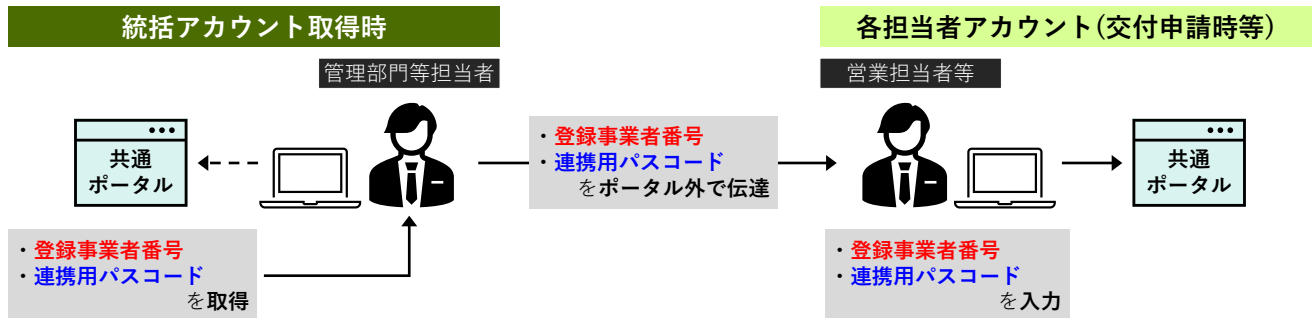 統括アカウント取得時
管理部門等担当者
共通
ポータル
・登録事業者番号
・連携用パスコード
を取得
・登録事業者番号
・連携用パスコード
をポータル外で伝達
各担当者アカウント(交付申請時等)
営業担当者等
共通
ポータル
・登録事業者番号
・連携用パスコード
を入力